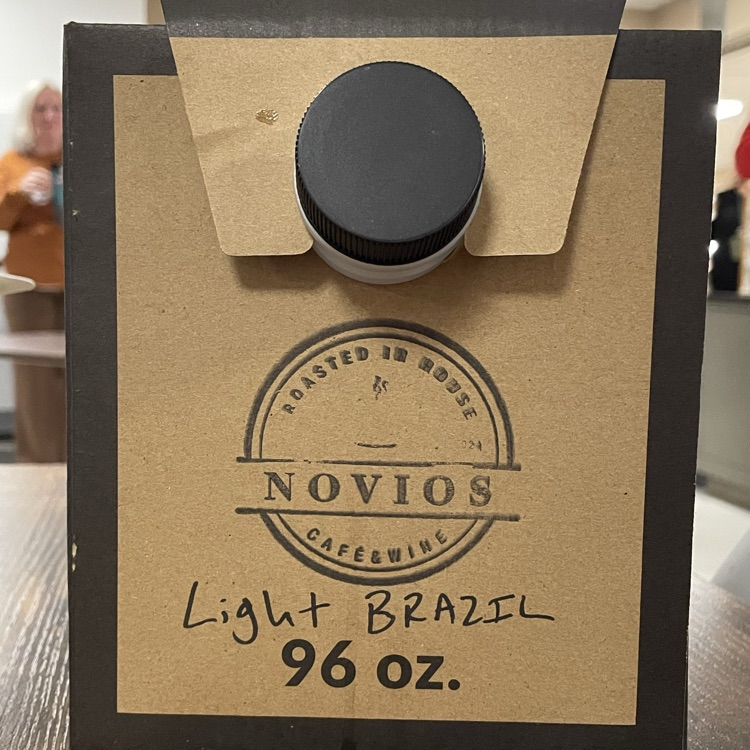 ROASTED IN HOUSE
NOVIOS
CAFÉ & WINE
Light BRAZIL
96 oz.